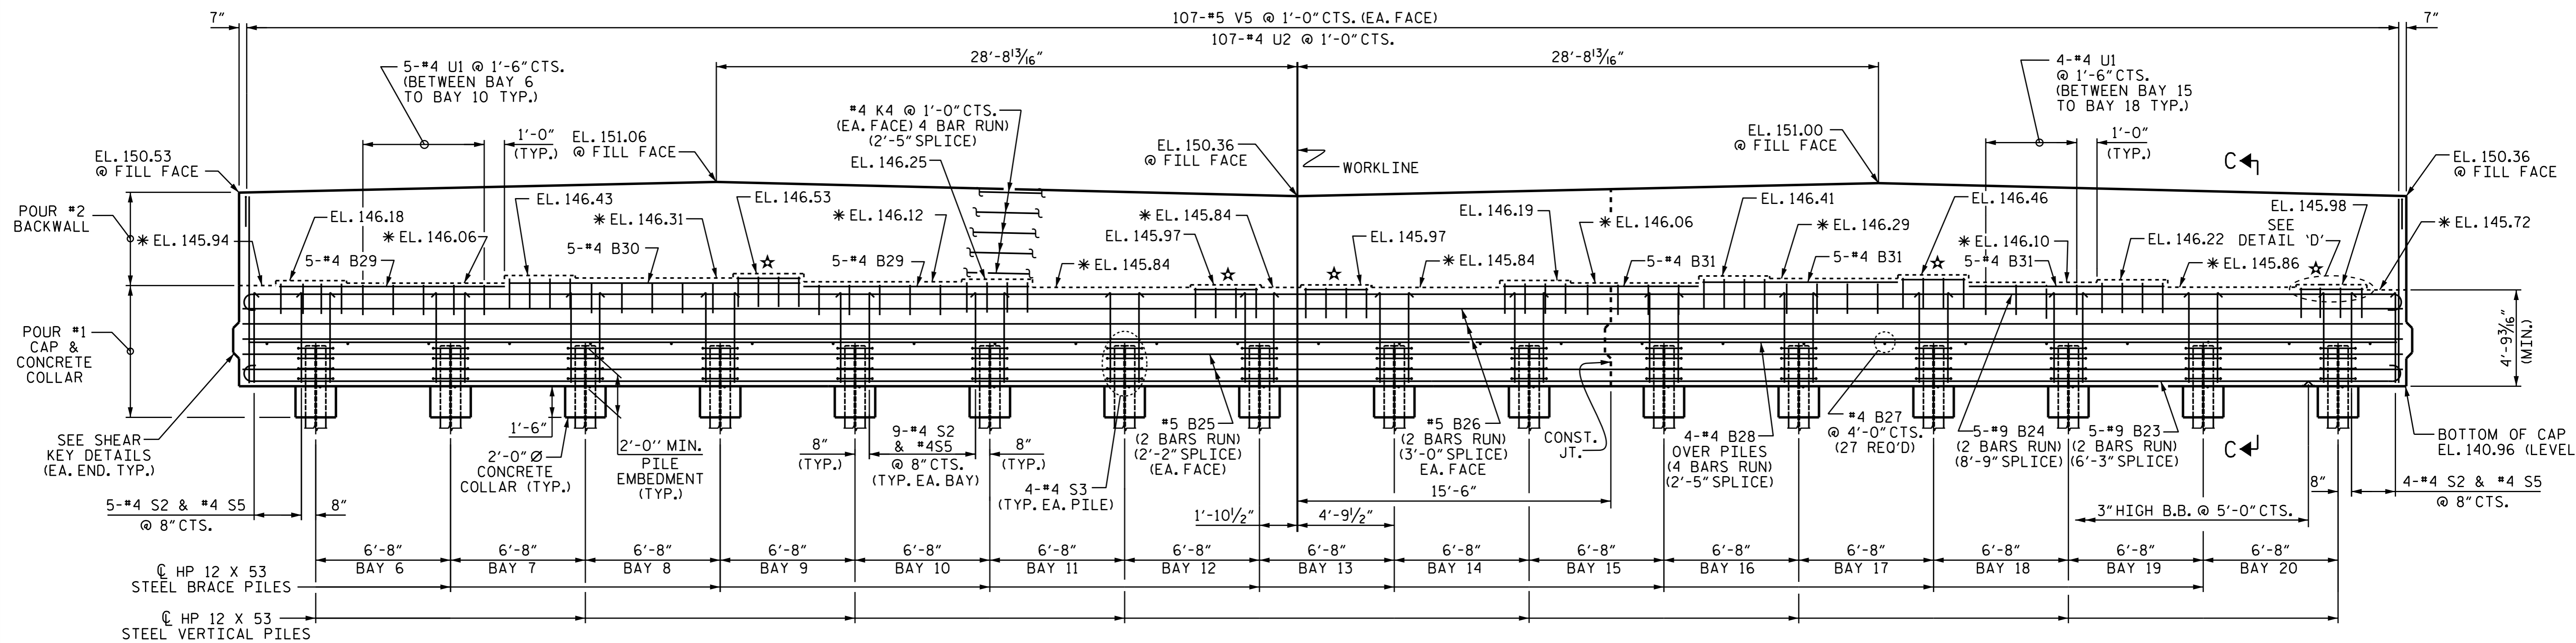 7"
107-#5 V5 @ 1'-0" CTS. (EA. FACE)
107-#4 U2 @ 1'-0" CTS.
7"
28'-8 13/16"
28'-8 13/16"
5-#4 U1 @ 1'-6" CTS.
(BETWEEN BAY 6
TO BAY 10 TYP.)
4-#4 U1
@ 1'-6" CTS.
(BETWEEN BAY 15
TO BAY 18 TYP.)
#4 K4 @ 1'-0" CTS.
(EA. FACE) 4 BAR RUN)
(2'-5" SPLICE)
1'-0"
(TYP.)
EL. 151.06
@ FILL FACE
EL. 150.36
@ FILL FACE
WORKLINE
EL. 151.00
@ FILL FACE
1'-0"
(TYP.)
C
EL. 150.53
@ FILL FACE
EL. 150.36
@ FILL FACE
POUR #2
BACKWALL
EL. 146.18
EL. 146.43
EL. 146.53
EL. 146.25
EL. 146.19
EL. 146.41
EL. 146.46
EL. 145.98
SEE
DETAIL 'D'
* EL. 145.94
* EL. 146.06
* EL. 146.31
* EL. 146.12
* EL. 145.84
EL. 145.97
EL. 145.97
* EL. 146.06
* EL. 146.29
* EL. 146.10
EL. 146.22
* EL. 145.72
5-#4 B29
5-#4 B30
5-#4 B29
* EL. 145.84
* EL. 145.84
5-#4 B31
5-#4 B31
5-#4 B31
* EL. 145.86
POUR #1
CAP &
CONCRETE
COLLAR
4'-9 3/16"
(MIN.)
SEE SHEAR
KEY DETAILS
(EA. END. TYP.)
1'-6"
2'-0" Ø
CONCRETE
COLLAR (TYP.)
2'-0'' MIN.
PILE
EMBEDMENT
(TYP.)
8"
(TYP.)
9-#4 S2
& #4S5
@ 8" CTS.
(TYP. EA. BAY)
8"
(TYP.)
4-#4 S3
(TYP. EA. PILE)
#5 B25
(2 BARS RUN)
(2'-2" SPLICE)
(EA. FACE)
#5 B26
(2 BARS RUN)
(3'-0" SPLICE)
EA. FACE
CONST.
JT.
4-#4 B28
OVER PILES
(4 BARS RUN)
(2'-5" SPLICE)
#4 B27
@ 4'-0" CTS.
(27 REQ'D)
5-#9 B24
(2 BARS RUN)
(8'-9" SPLICE)
5-#9 B23
(2 BARS RUN)
(6'-3" SPLICE)
C
BOTTOM OF CAP
EL. 140.96 (LEVEL
5-#4 S2 & #4 S5
@ 8" CTS.
8"
15'-6"
1'-10 1/2"
4'-9 1/2"
3" HIGH B.B. @ 5'-0" CTS.
8"
4-#4 S2 & #4 S5
@ 8" CTS.
6'-8" 6'-8" 6'-8" 6'-8" 6'-8" 6'-8" 6'-8" 6'-8" 6'-8" 6'-8" 6'-8" 6'-8" 6'-8" 6'-8" 6'-8"
BAY 6 BAY 7 BAY 8 BAY 9 BAY 10 BAY 11 BAY 12 BAY 13 BAY 14 BAY 15 BAY 16 BAY 17 BAY 18 BAY 19 BAY 20
℄ HP 12 X 53
STEEL BRACE PILES
℄ HP 12 X 53
STEEL VERTICAL PILES